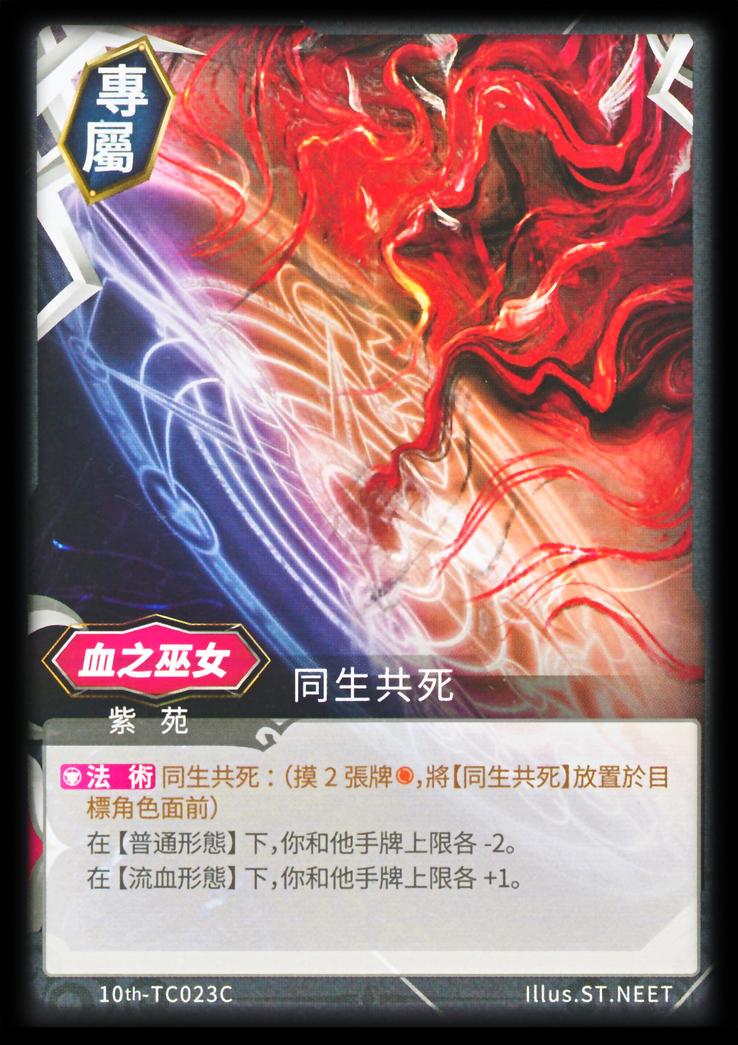 專屬
血之巫女
同生共死
紫苑
法術 同生共死：（摸 2 張牌，將【同生共死】放置於目
標角色面前）
在【普通形態】下，你和他手牌上限各 -2。
在【流血形態】下，你和他手牌上限各 +1。
10th-TC023C
Illus.ST.NEET